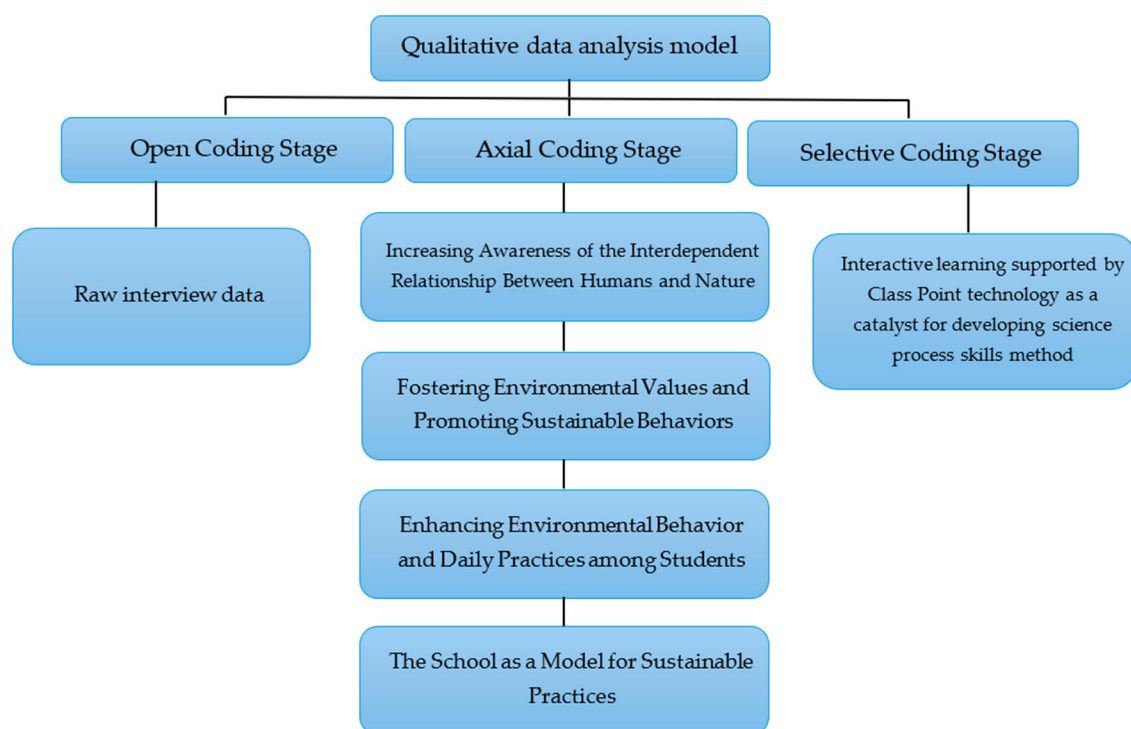 Qualitative data analysis model
Open Coding Stage
Axial Coding Stage
Selective Coding Stage
Raw interview data
Increasing Awareness of the Interdependent
Relationship Between Humans and Nature
Interactive learning supported by
Class Point technology as a
catalyst for developing science
process skills method
Fostering Environmental Values and
Promoting Sustainable Behaviors
Enhancing Environmental Behavior
and Daily Practices among Students
The School as a Model for Sustainable
Practices